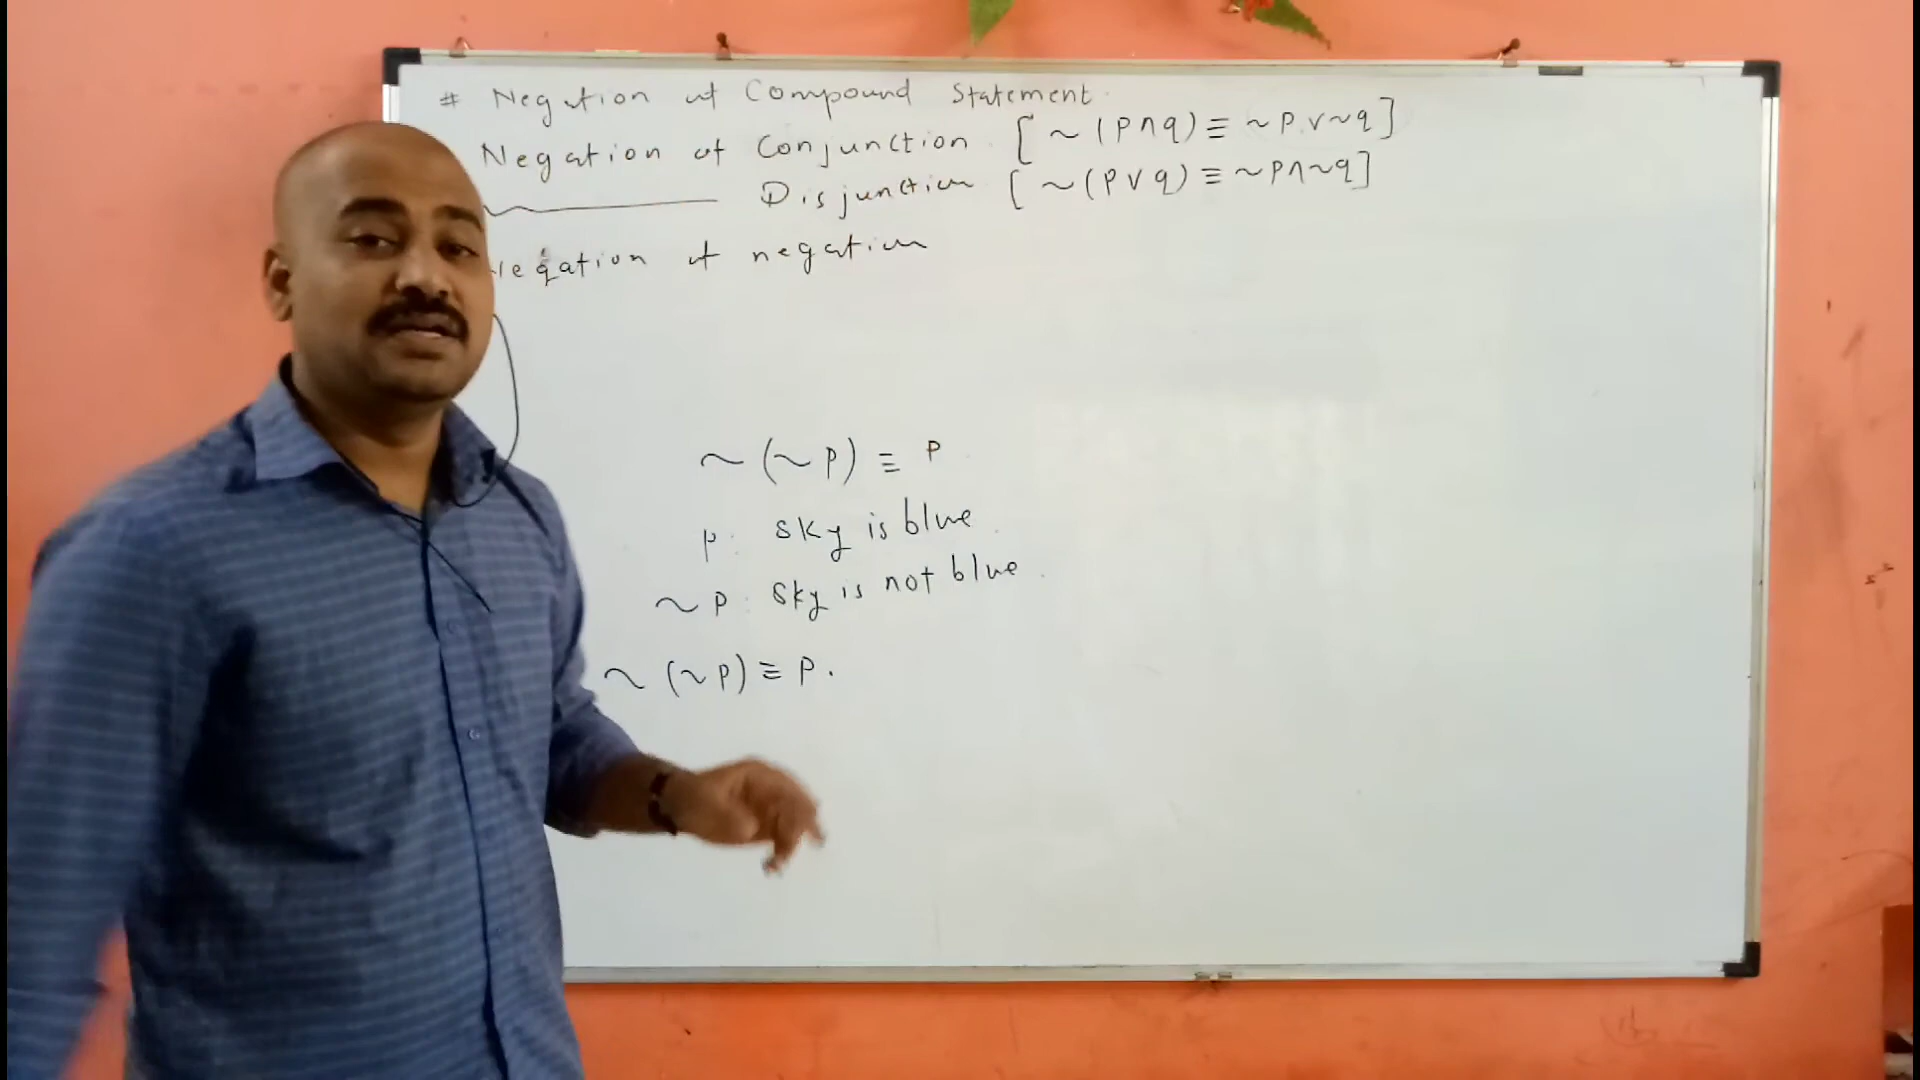 # Negation of Compound Statement.
Negation of Conjunction [ ~ (p∧q) ≡ ~p ∨ ~q ]
Disjunction [ ~ (p∨q) ≡ ~p ∧ ~q ]
egation of negation
~ (~p) ≡ p
p: sky is blue.
~p: sky is not blue.
~ (~p) ≡ p.